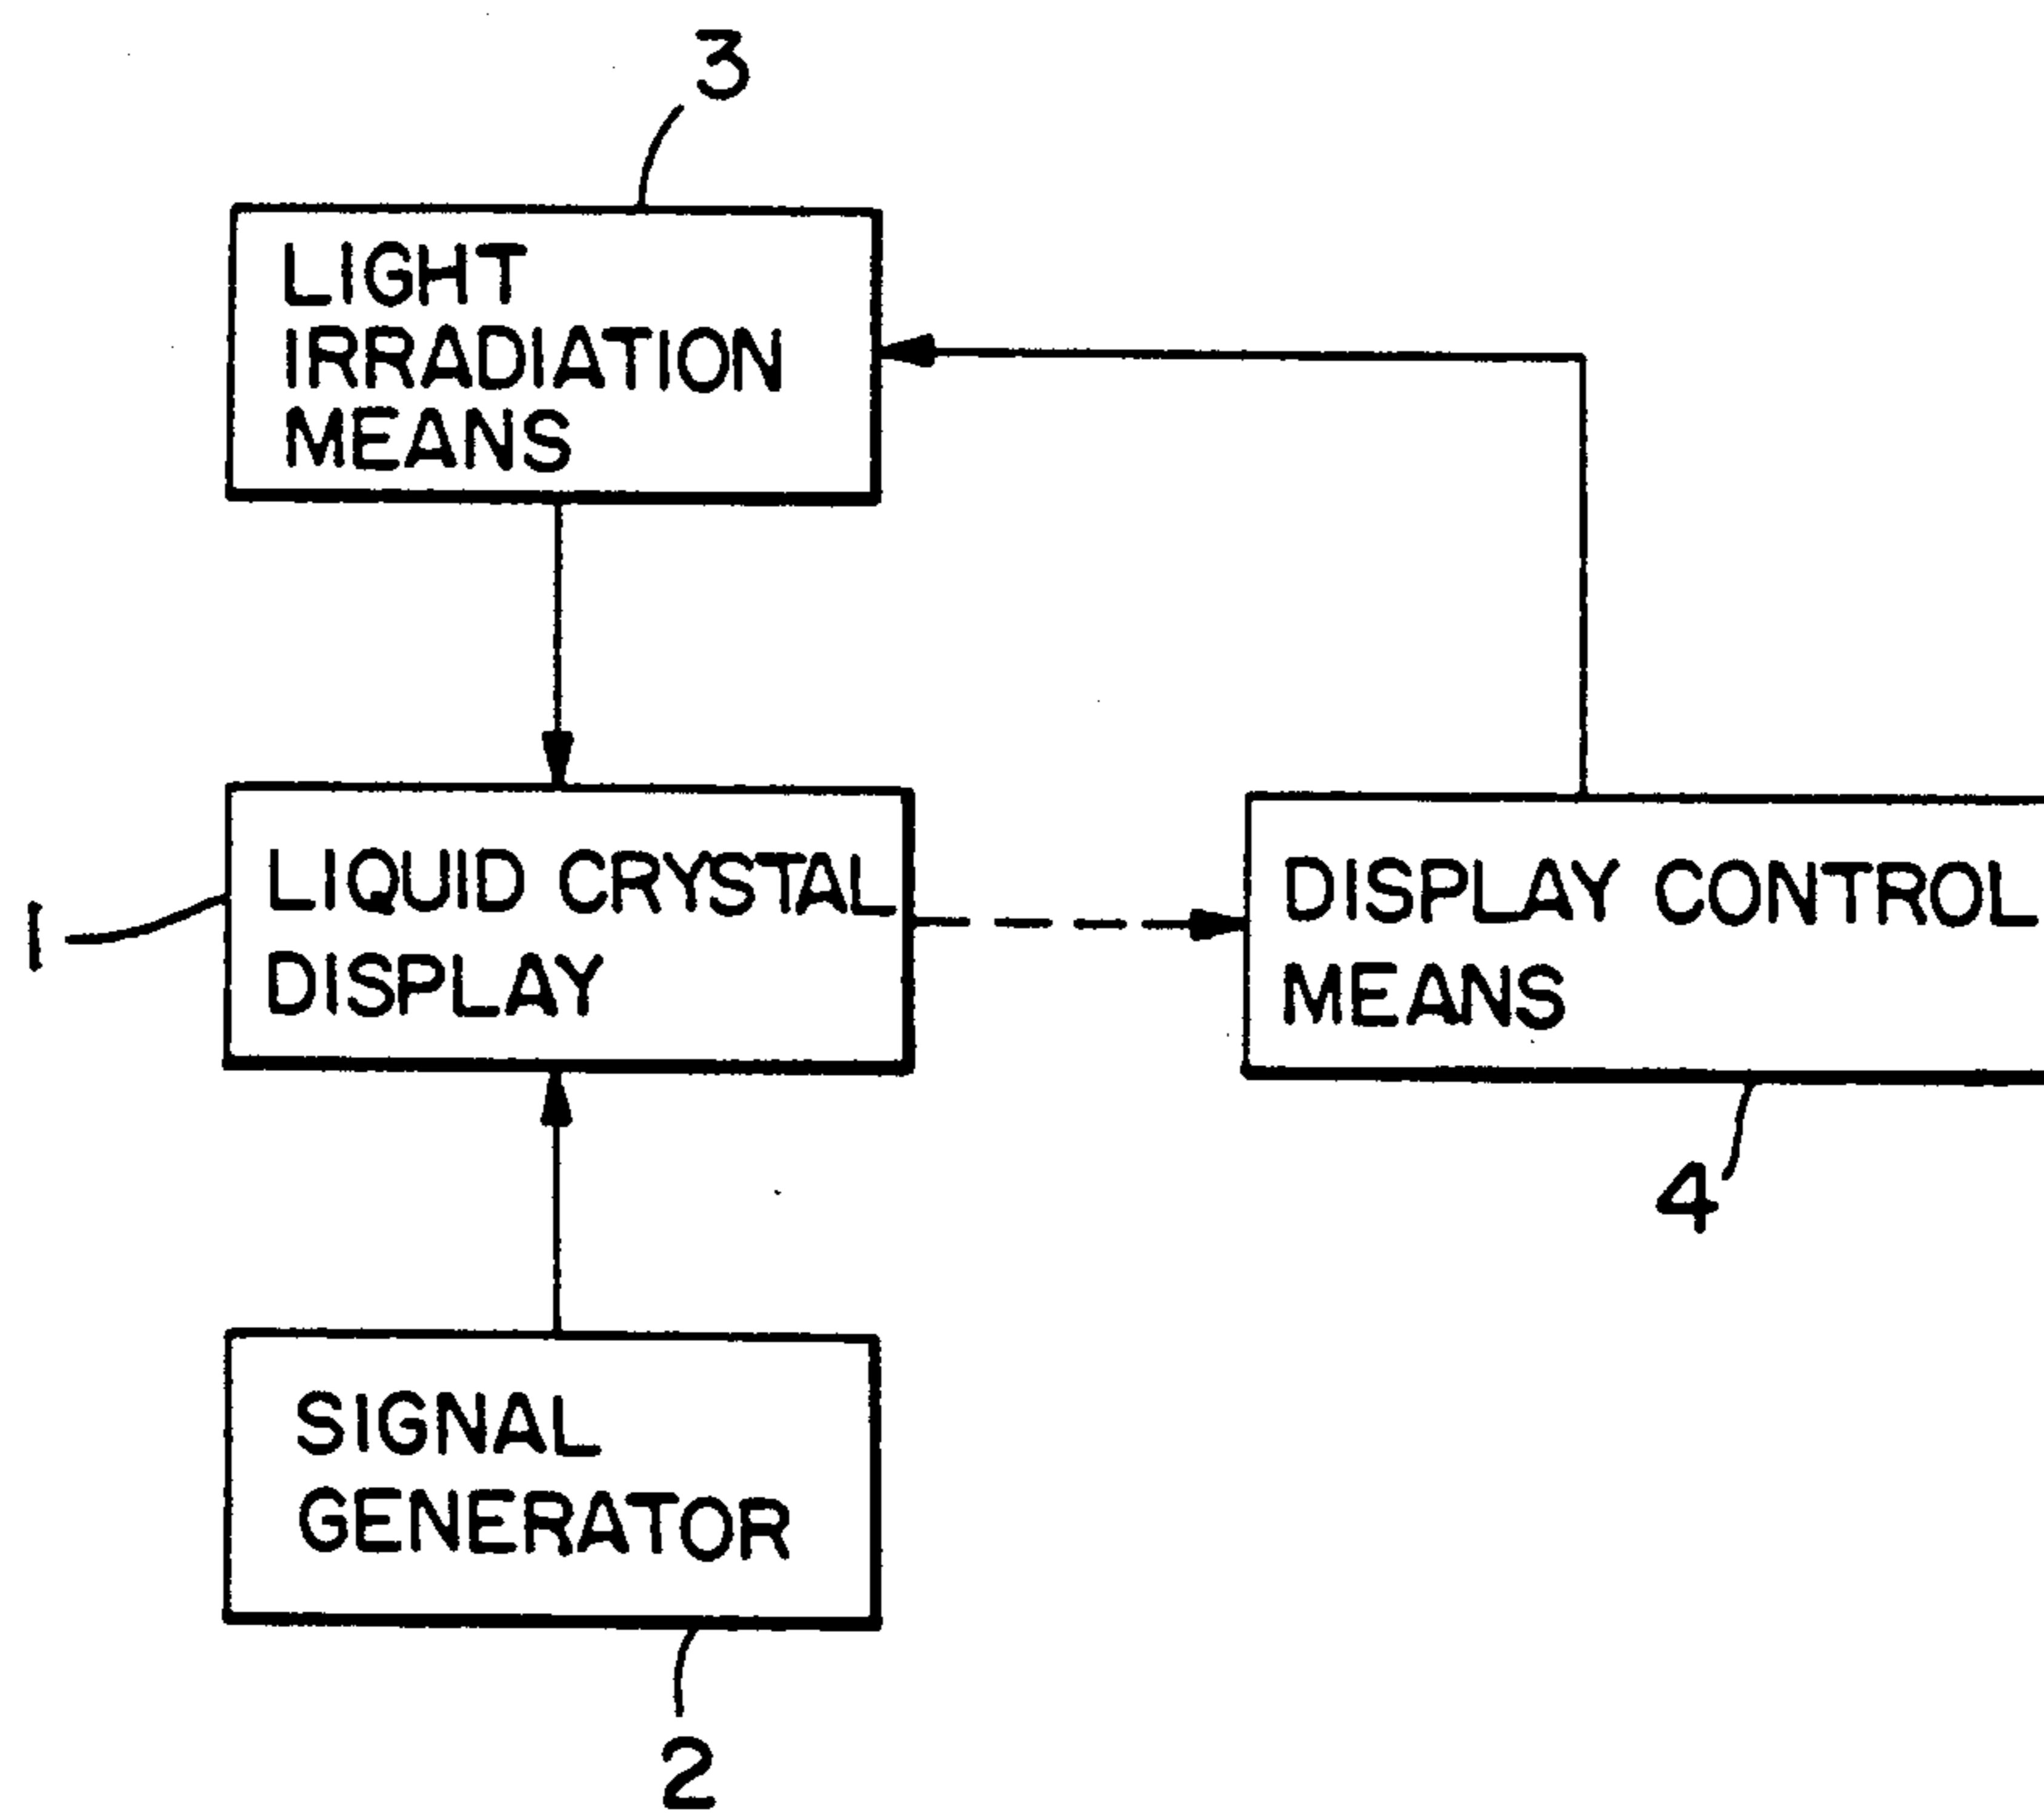 3
LIGHT
IRRADIATION
MEANS
LIQUID CRYSTAL
DISPLAY
1
DISPLAY CONTROL
MEANS
4
SIGNAL
GENERATOR
2